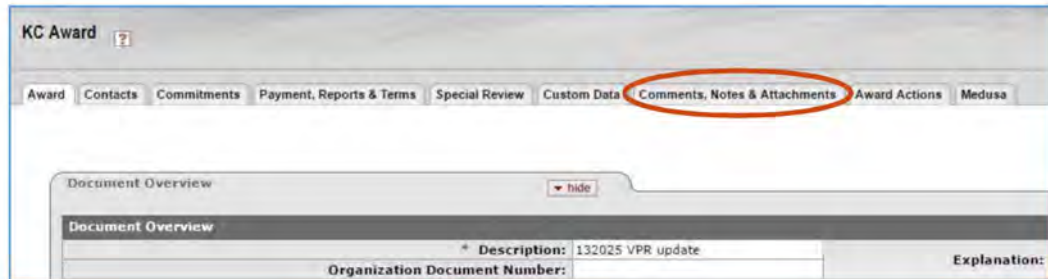 KC Award ?
Award Contacts Commitments Payment, Reports & Terms Special Review Custom Data Comments, Notes & Attachments Award Actions Medusa
Document Overview hide
Document Overview
* Description: 132025 VPR update
Explanation:
Organization Document Number: